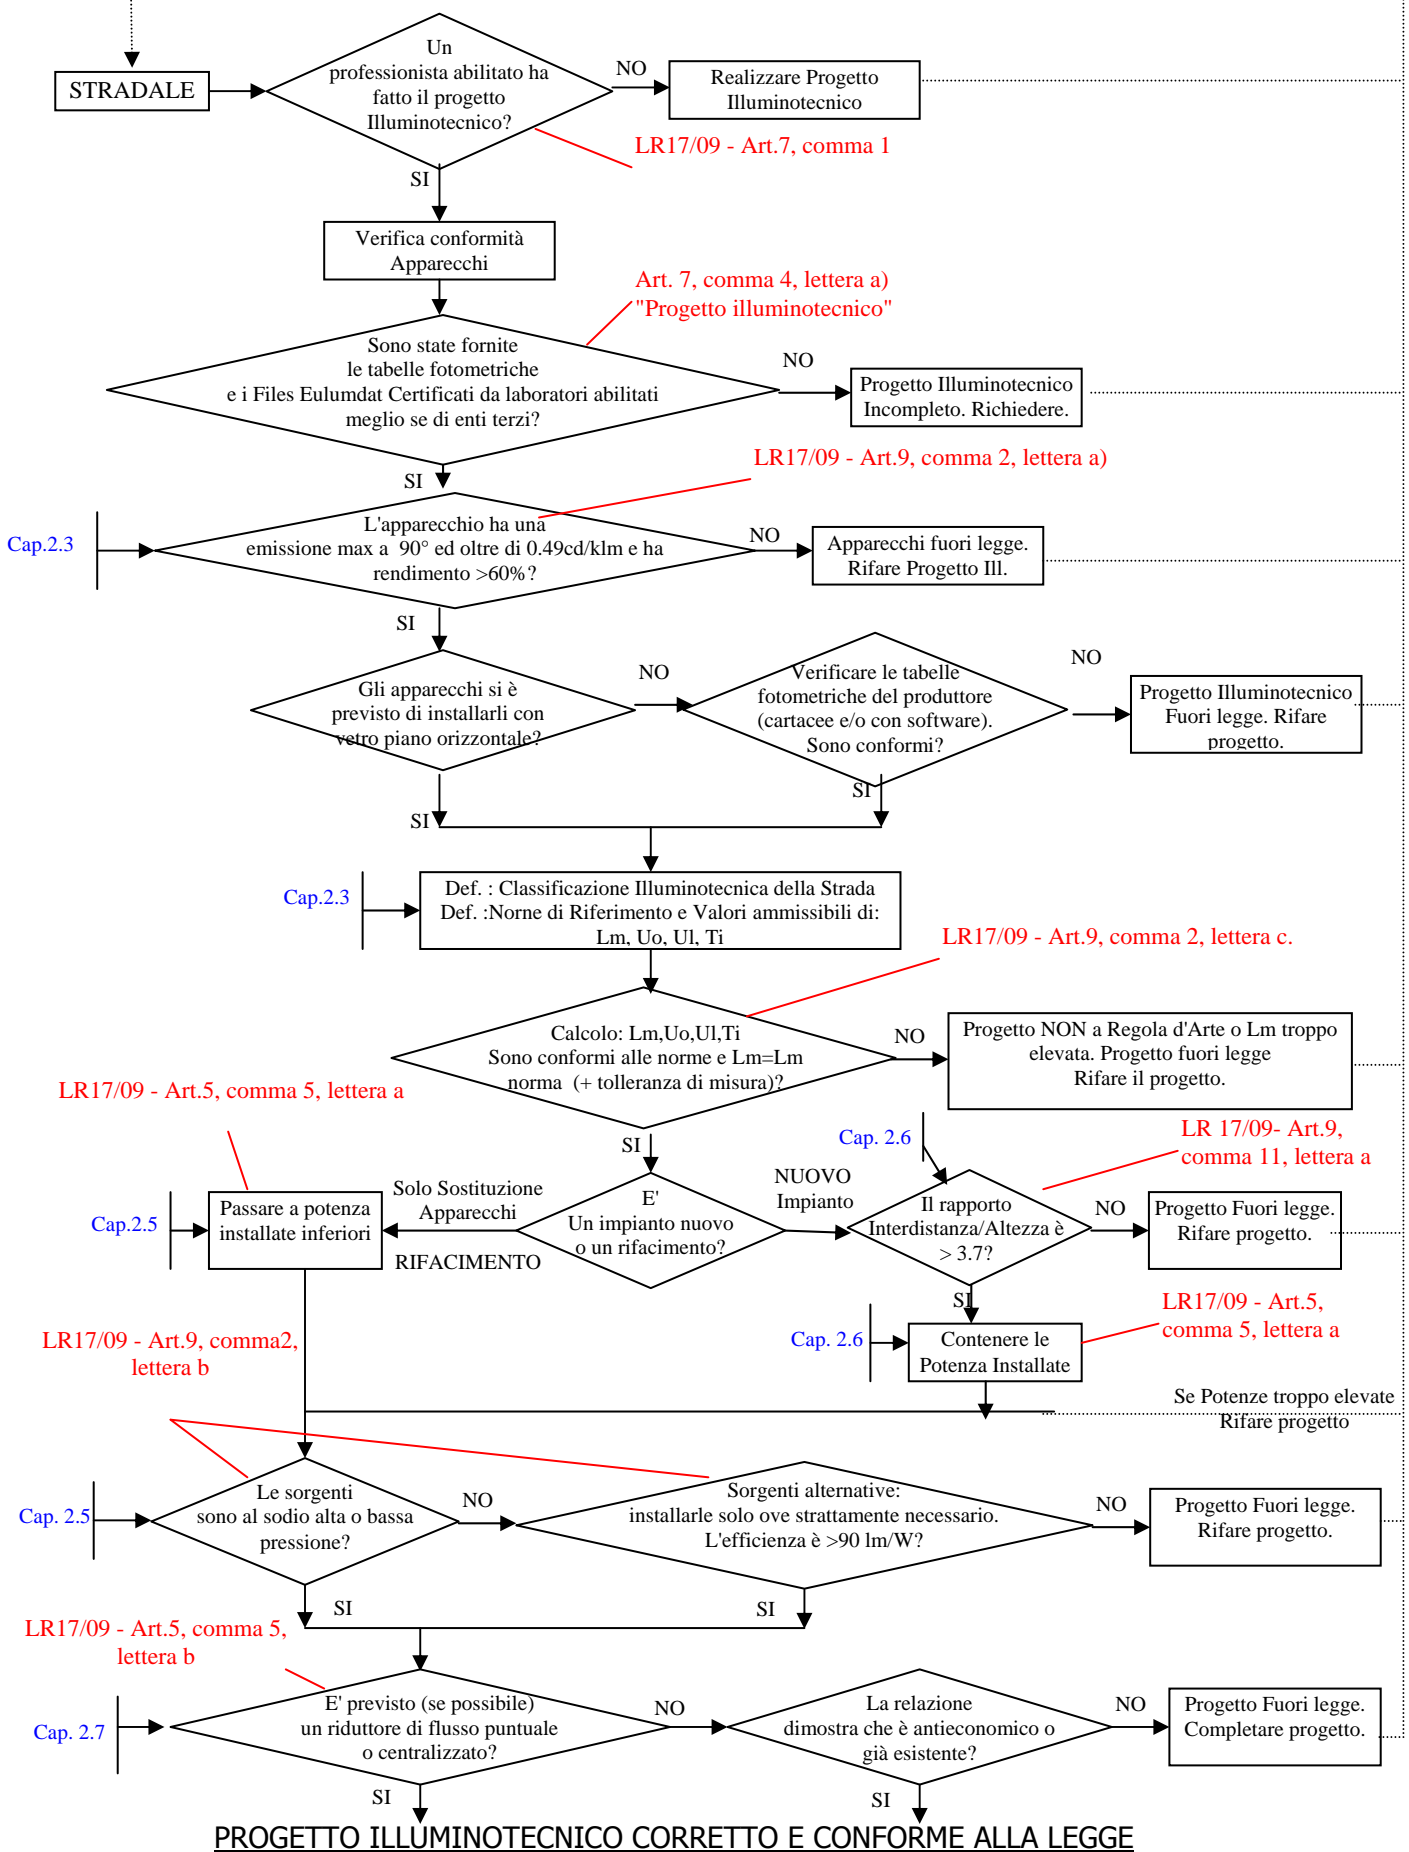 Un
professionista abilitato ha
fatto il progetto
Illuminotecnico?
STRADALE
NO
Realizzare Progetto
Illuminotecnico
LR17/09 - Art.7, comma 1
SI
Verifica conformità
Apparecchi
Art. 7, comma 4, lettera a)
"Progetto illuminotecnico"
Sono state fornite
le tabelle fotometriche
e i Files Eulumdat Certificati da laboratori abilitati
meglio se di enti terzi?
NO
Progetto Illuminotecnico
Incompleto. Richiedere.
SI
LR17/09 - Art.9, comma 2, lettera a)
Cap.2.3
L'apparecchio ha una
emissione max a  90° ed oltre di 0.49cd/klm e ha
rendimento >60%?
NO
Apparecchi fuori legge.
Rifare Progetto Ill.
SI
Gli apparecchi si è
previsto di installarli con
vetro piano orizzontale?
NO
Verificare le tabelle
fotometriche del produttore
(cartacee e/o con software).
Sono conformi?
NO
Progetto Illuminotecnico
Fuori legge. Rifare
progetto.
SI
SI
Cap.2.3
Def. : Classificazione Illuminotecnica della Strada
Def. :Norne di Riferimento e Valori ammissibili di:
Lm, Uo, Ul, Ti
LR17/09 - Art.9, comma 2, lettera c.
Calcolo: Lm,Uo,Ul,Ti
Sono conformi alle norme e Lm=Lm
norma  (+ tolleranza di misura)?
NO
Progetto NON a Regola d'Arte o Lm troppo
elevata. Progetto fuori legge
Rifare il progetto.
LR17/09 - Art.5, comma 5, lettera a
SI
Cap. 2.6
LR 17/09- Art.9,
comma 11, lettera a
Cap.2.5
Passare a potenza
installate inferiori
Solo Sostituzione
Apparecchi
RIFACIMENTO
E'
Un impianto nuovo
o un rifacimento?
NUOVO
Impianto
Il rapporto
Interdistanza/Altezza è
> 3.7?
NO
Progetto Fuori legge.
Rifare progetto.
SI
LR17/09 - Art.5,
comma 5, lettera a
Cap. 2.6
Contenere le
Potenza Installate
LR17/09 - Art.9, comma2,
lettera b
Se Potenze troppo elevate
Rifare progetto
Cap. 2.5
Le sorgenti
sono al sodio alta o bassa
pressione?
NO
Sorgenti alternative:
installarle solo ove strattamente necessario.
L'efficienza è >90 lm/W?
NO
Progetto Fuori legge.
Rifare progetto.
SI
SI
LR17/09 - Art.5, comma 5,
lettera b
Cap. 2.7
E' previsto (se possibile)
un riduttore di flusso puntuale
o centralizzato?
NO
La relazione
dimostra che è antieconomico o
già esistente?
NO
Progetto Fuori legge.
Completare progetto.
SI
SI
PROGETTO ILLUMINOTECNICO CORRETTO E CONFORME ALLA LEGGE